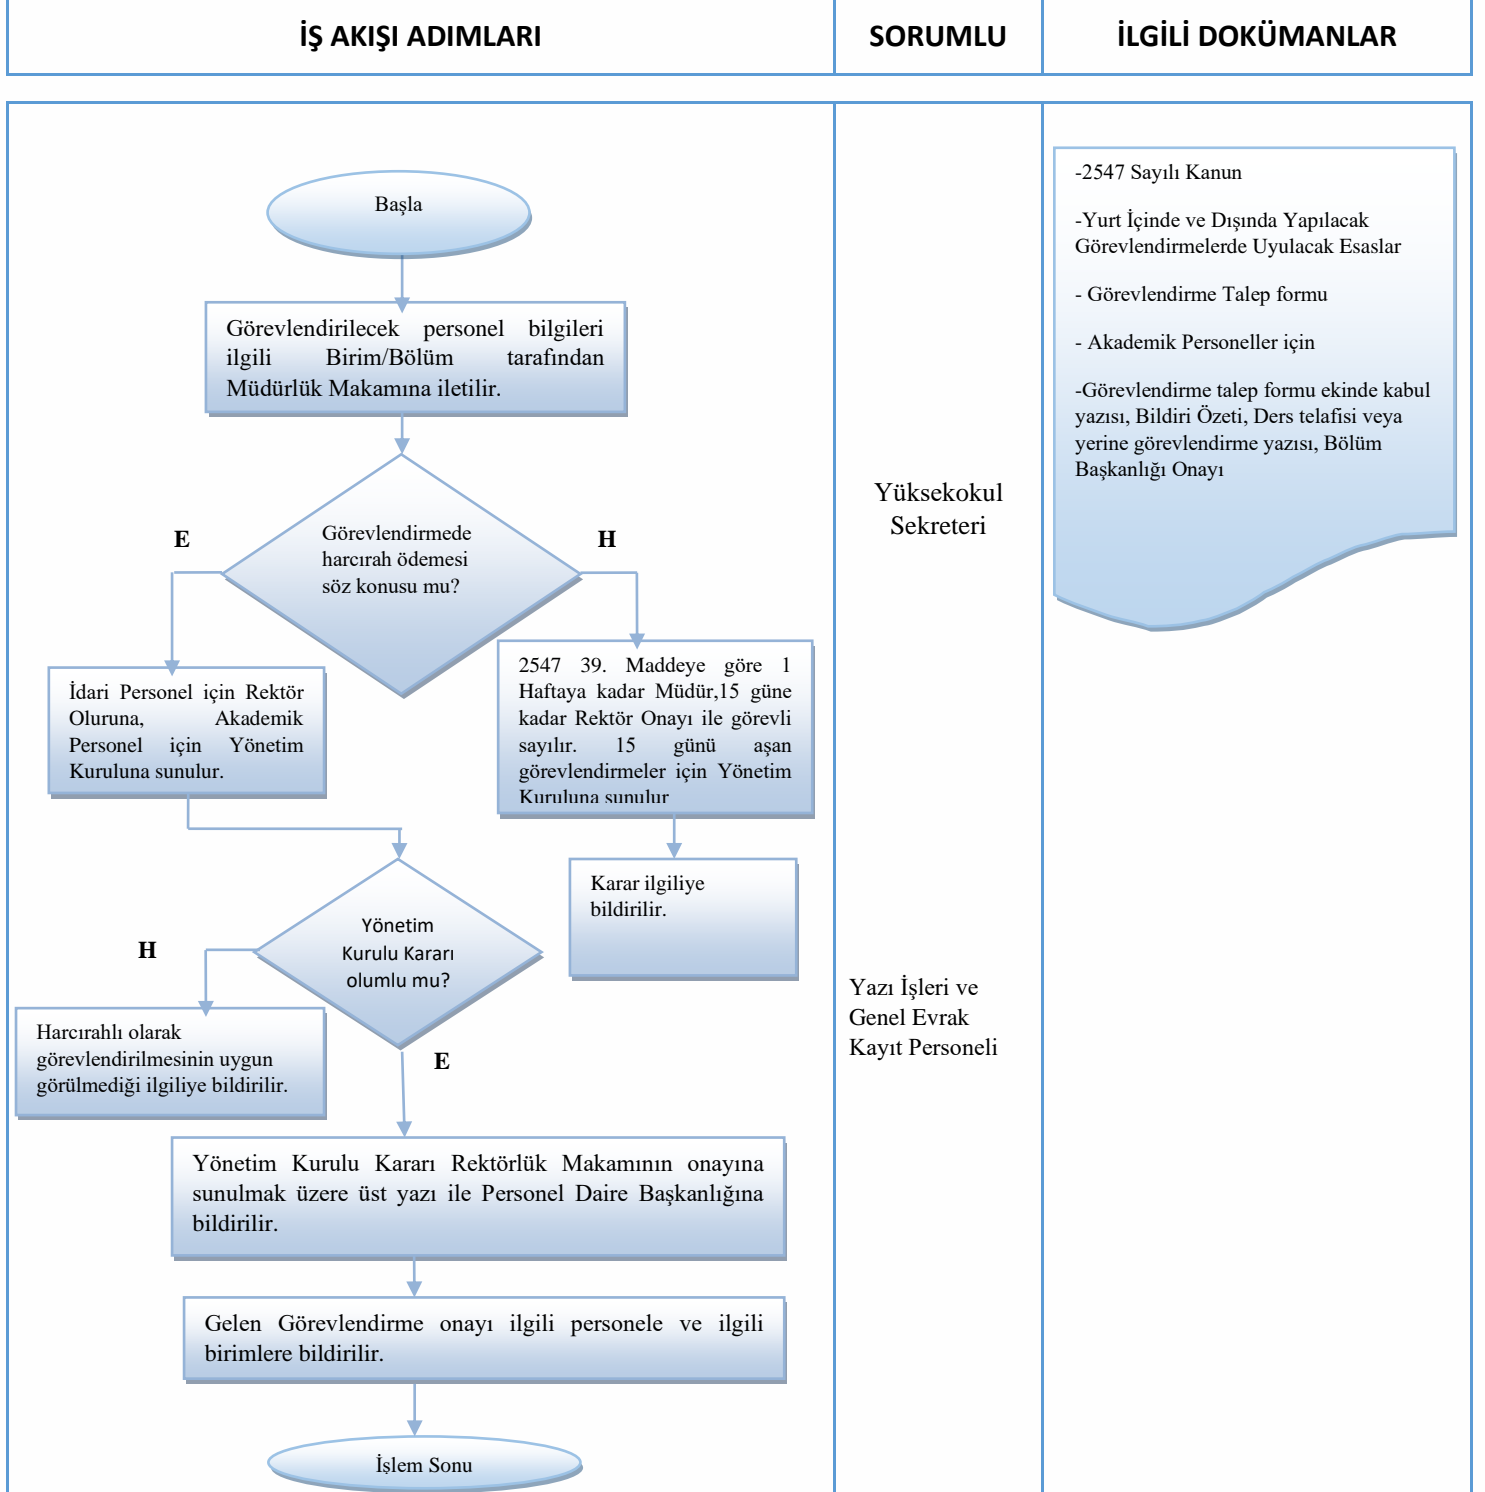 İŞ AKIŞI ADIMLARI
SORUMLU
İLGİLİ DOKÜMANLAR
Başla
Görevlendirilecek personel bilgileri
ilgili Birim/Bölüm tarafından
Müdürlük Makamına iletilir.
E
Görevlendirmede
harcırah ödemesi
söz konusu mu?
H
İdari Personel için Rektör
Oluruna, Akademik
Personel için Yönetim
Kuruluna sunulur.
2547 39. Maddeye göre 1
Haftaya kadar Müdür,15 güne
kadar Rektör Onayı ile görevli
sayılır. 15 günü aşan
görevlendirmeler için Yönetim
Kuruluna sunulur
Karar ilgiliye
bildirilir.
Yönetim
Kurulu Kararı
olumlu mu?
H
Harcırahlı olarak
görevlendirilmesinin uygun
görülmediği ilgiliye bildirilir.
E
Yönetim Kurulu Kararı Rektörlük Makamının onayına
sunulmak üzere üst yazı ile Personel Daire Başkanlığına
bildirilir.
Gelen Görevlendirme onayı ilgili personele ve ilgili
birimlere bildirilir.
İşlem Sonu
Yüksekokul
Sekreteri
Yazı İşleri ve
Genel Evrak
Kayıt Personeli
-2547 Sayılı Kanun
-Yurt İçinde ve Dışında Yapılacak
Görevlendirmelerde Uyulacak Esaslar
- Görevlendirme Talep formu
- Akademik Personeller için
-Görevlendirme talep formu ekinde kabul
yazısı, Bildiri Özeti, Ders telafisi veya
yerine görevlendirme yazısı, Bölüm
Başkanlığı Onayı